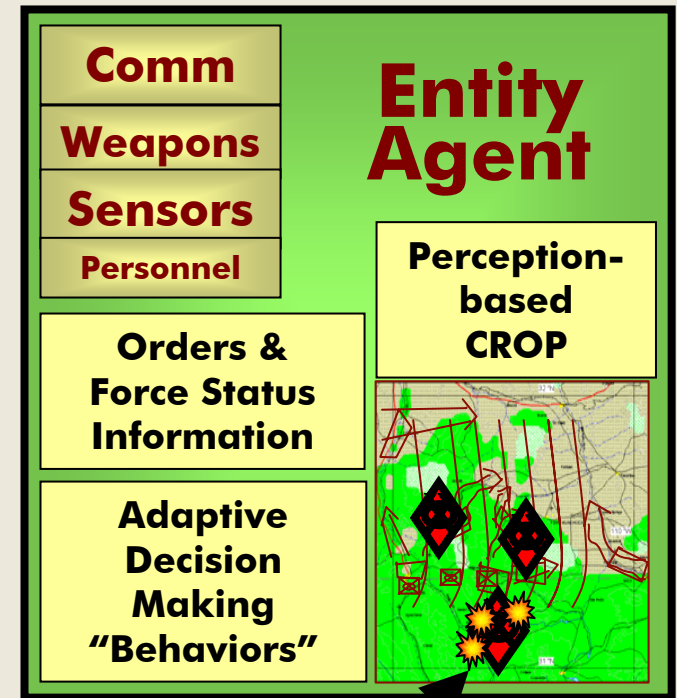 Comm
Weapons
Sensors
Personnel
Entity
Agent
Perception-
based
CROP
Orders &
Force Status
Information
Adaptive
Decision
Making
“Behaviors”